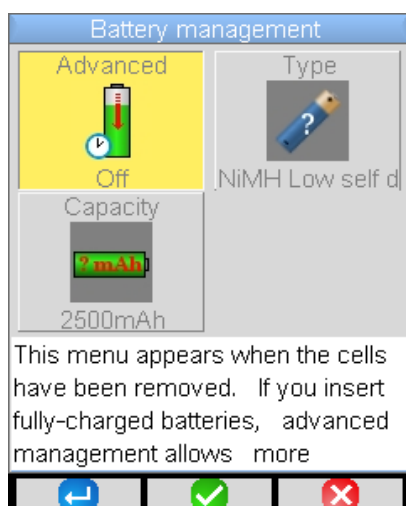 Battery management
Advanced
Off
Type
?
NiMH Low self d
Capacity
? mAh
2500mAh
This menu appears when the cells
have been removed. If you insert
fully-charged batteries, advanced
management allows more